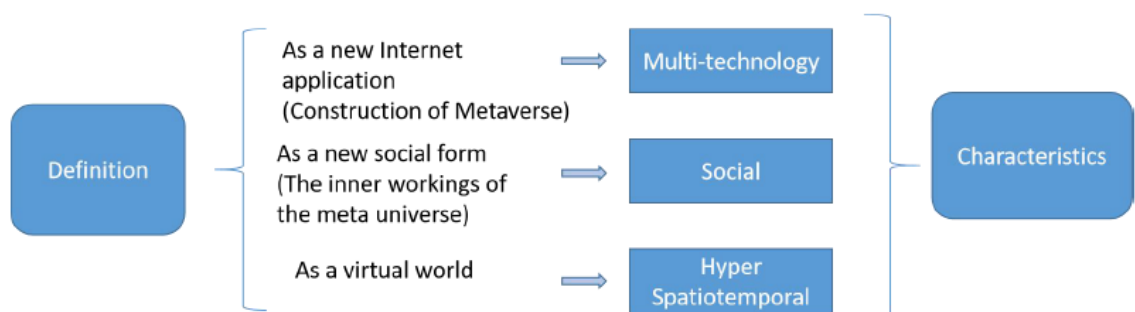 Definition
As a new Internet
application
(Construction of Metaverse)
As a new social form
(The inner workings of
the meta universe)
As a virtual world
Multi-technology
Social
Hyper
Spatiotemporal
Characteristics